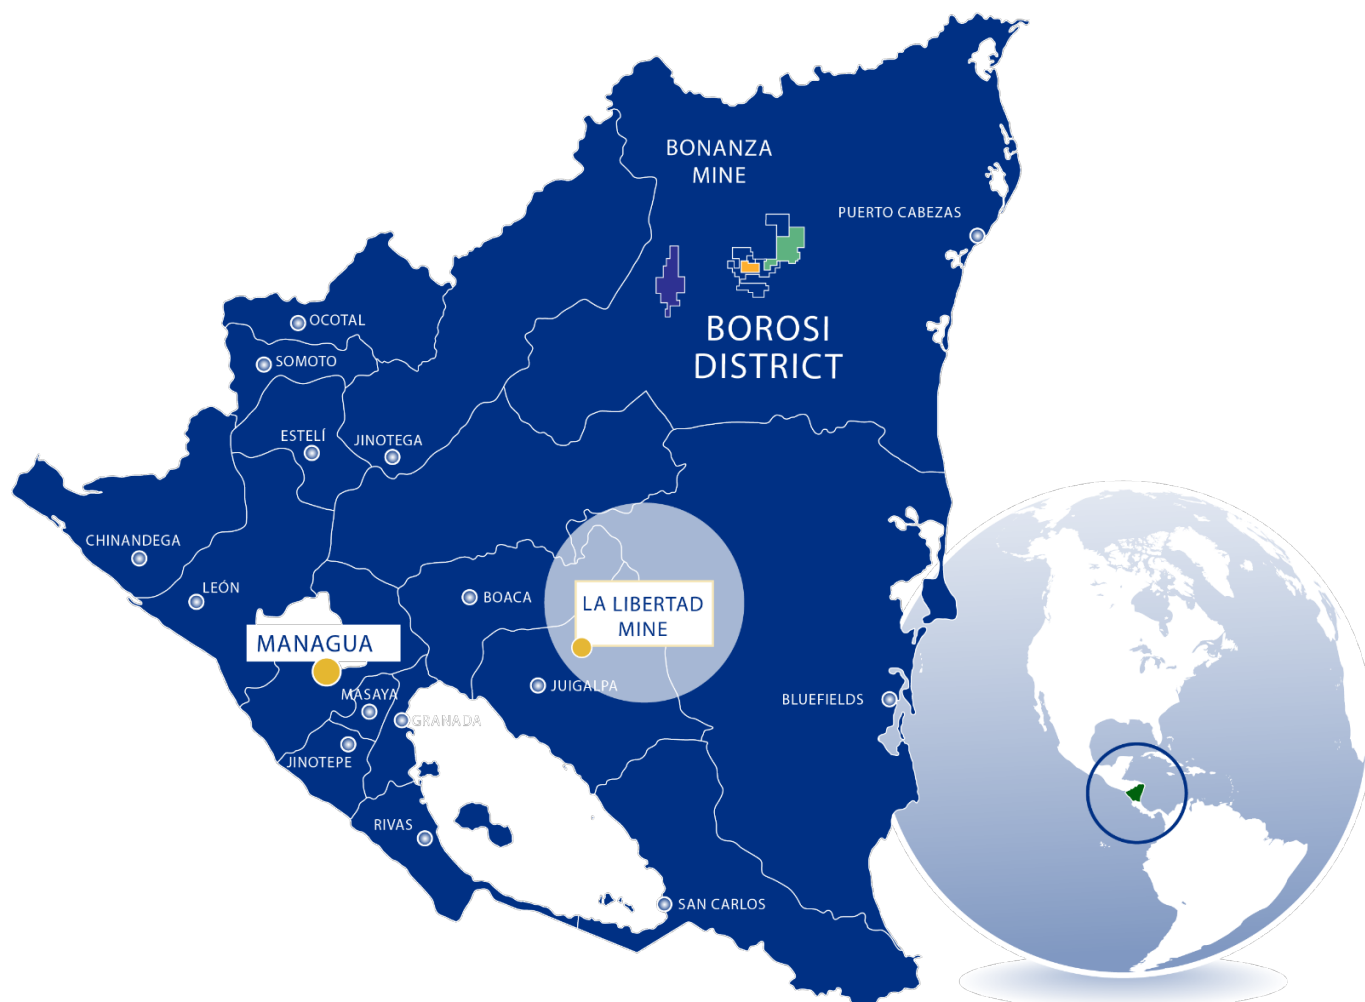 BONANZA
MINE
PUERTO CABEZAS
BOROSI
DISTRICT
OCOTAL
SOMOTO
ESTELÍ
JINOTEGA
CHINANDEGA
LEÓN
BOACA
LA LIBERTAD
MINE
MANAGUA
JUIGALPA
MASAYA
BLUEFIELDS
GRANADA
JINOTEPE
RIVAS
SAN CARLOS